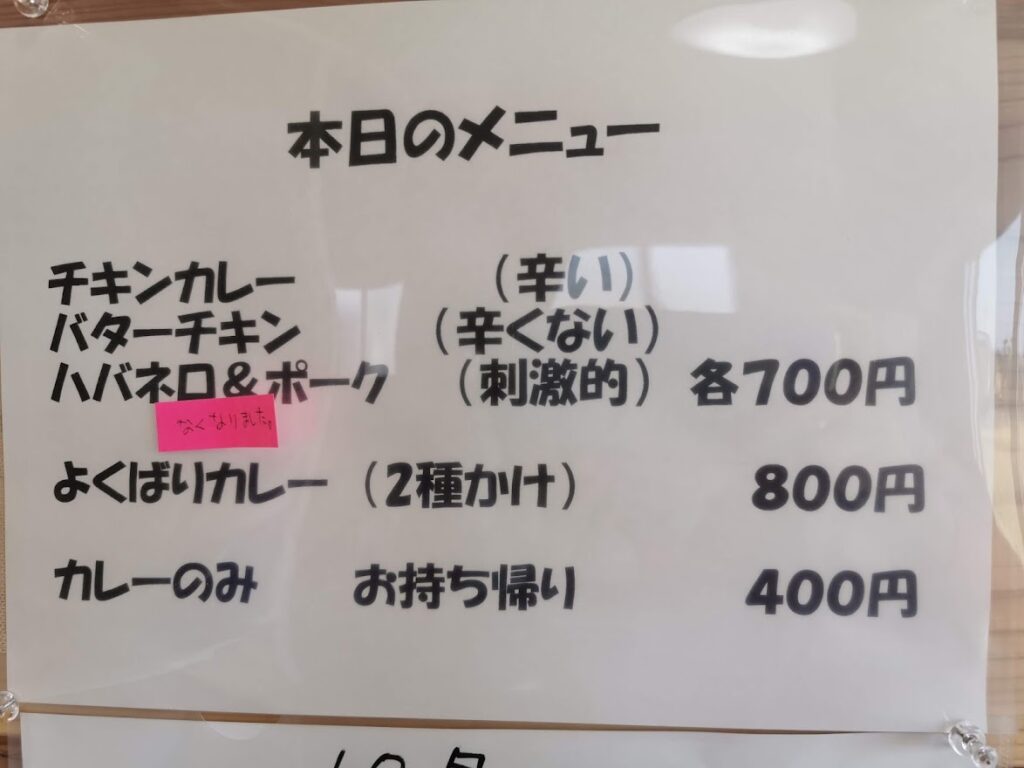 本日のメニュー
チキンカレー (辛い)
バターチキン (辛くない)
ハバネロ&ポーク (刺激的) 各700円
なくなりました。
よくばりカレー (2種かけ) 800円
カレーのみ お持ち帰り 400円